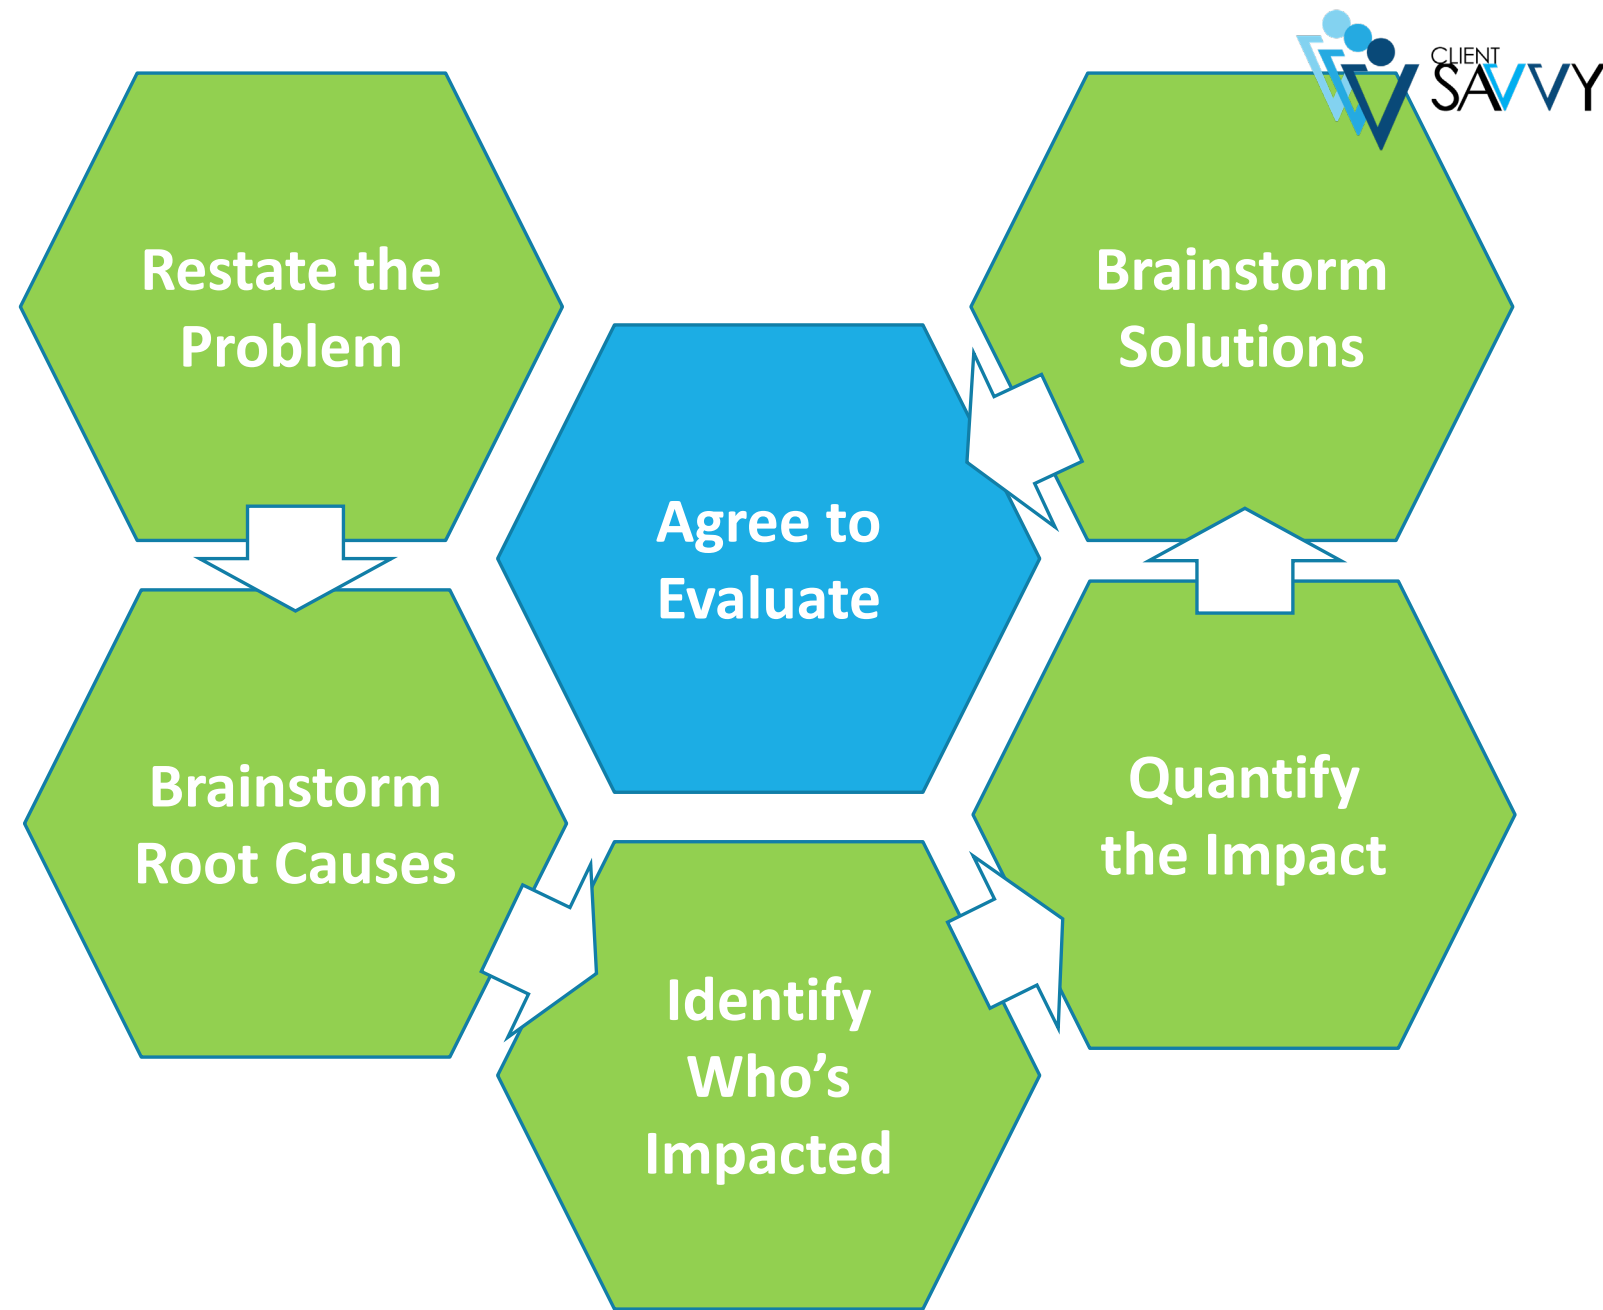 CLIENT
SAVVY
Restate the
Problem
Brainstorm
Root Causes
Identify
Who’s
Impacted
Quantify
the Impact
Brainstorm
Solutions
Agree to
Evaluate